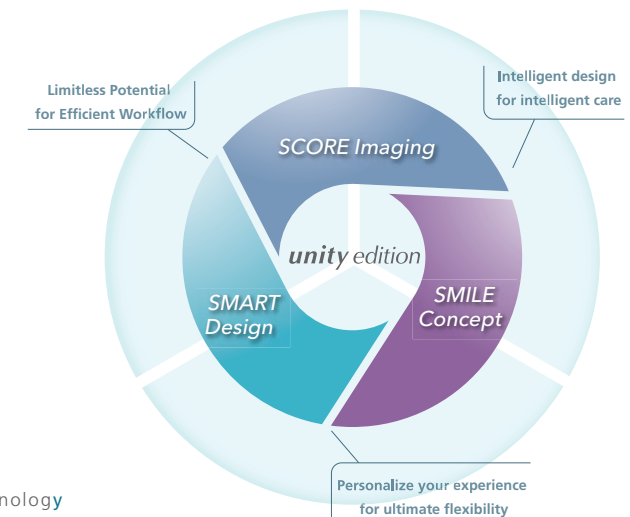 Limitless Potential
for Efficient Workflow
Intelligent design
for intelligent care
SCORE Imaging
unity edition
SMART
Design
SMILE
Concept
Personalize your experience
for ultimate flexibility